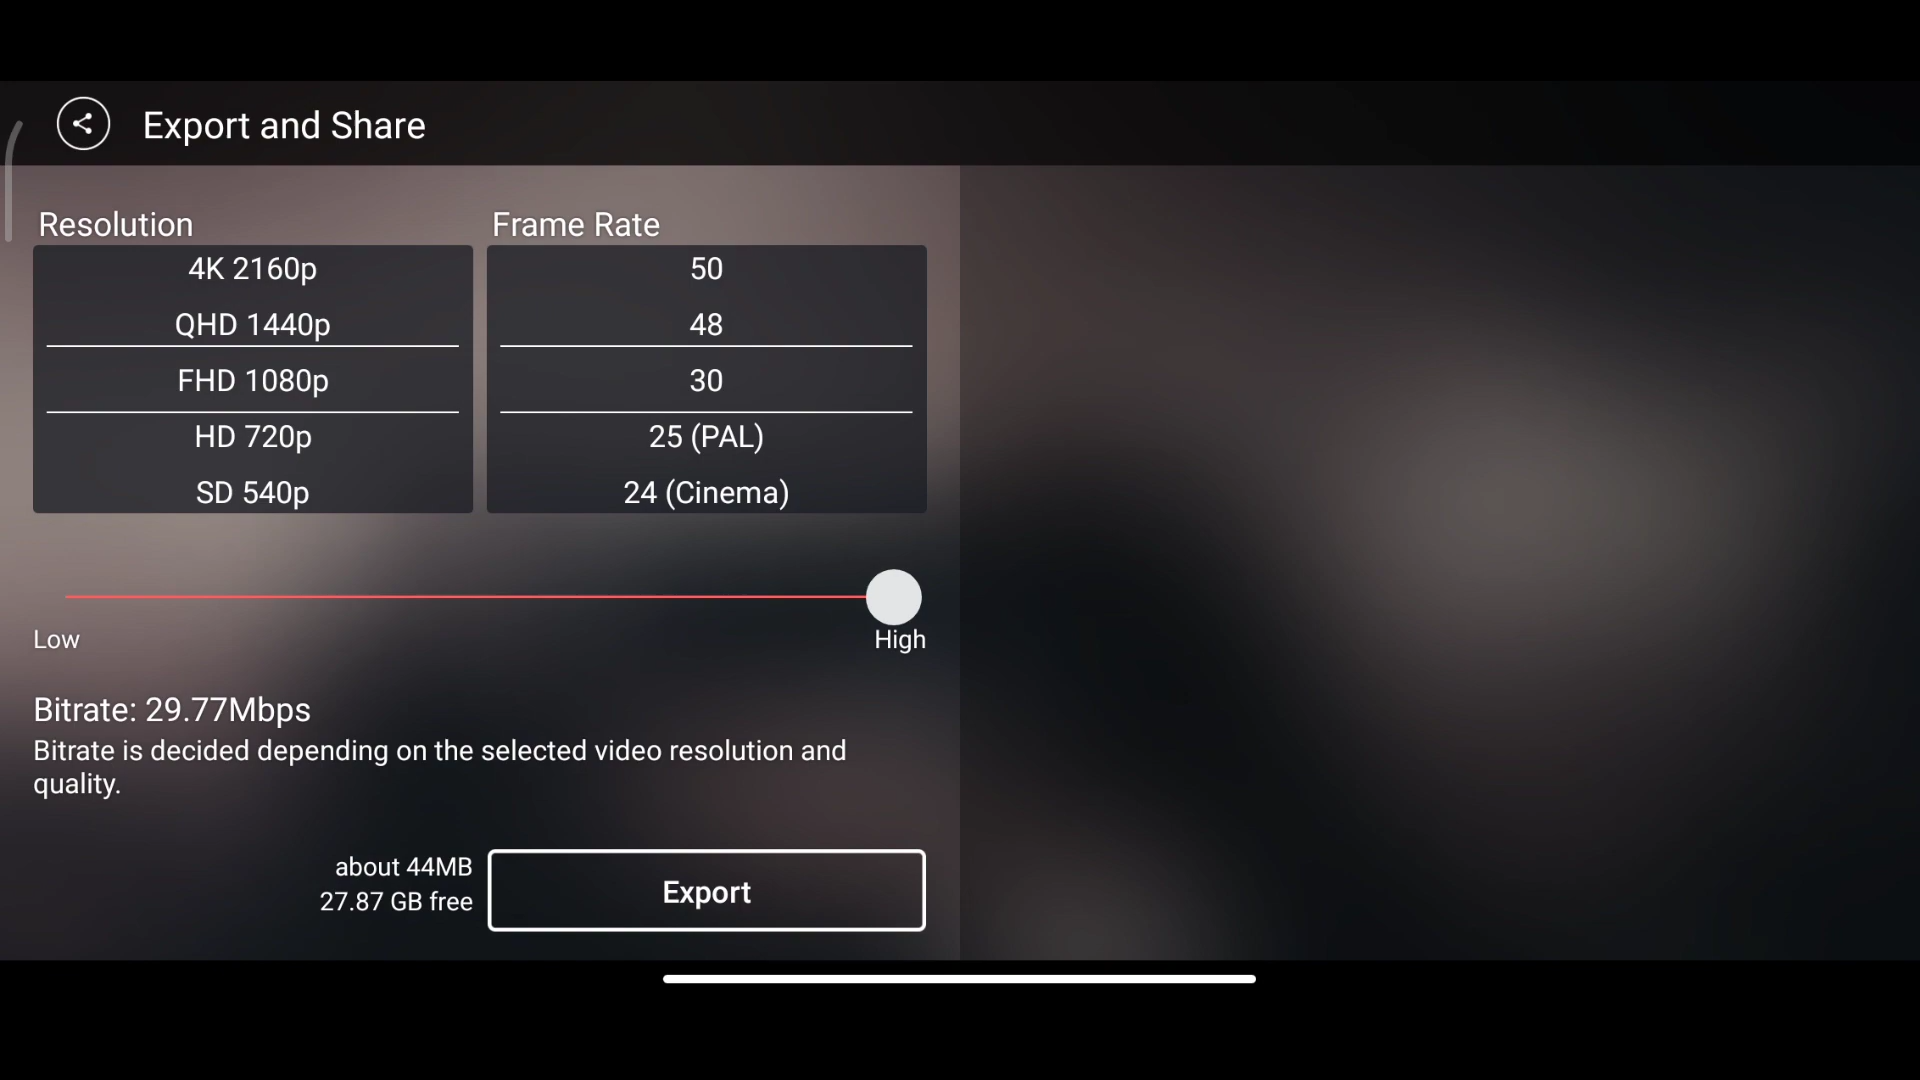 Export and Share
Resolution
Frame Rate
4K 2160p
QHD 1440p
FHD 1080p
HD 720p
SD 540p
50
48
30
25 (PAL)
24 (Cinema)
Low
High
Bitrate: 29.77Mbps
Bitrate is decided depending on the selected video resolution and
quality.
about 44MB
27.87 GB free
Export